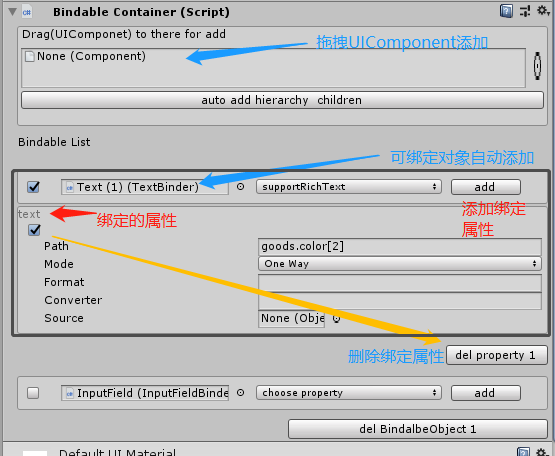 Bindable Container (Script)
Drag(UIComponet) to there for add
拖拽UIComponent添加
None (Component)
auto add hierarchy children
Bindable List
可绑定对象自动添加
Text (1) (TextBinder)
supportRichText
add
text
绑定的属性
添加绑定
属性
Path
goods.color[2]
Mode
One Way
Format
Converter
Source
None (Obje
删除绑定属性
del property 1
InputField (InputFieldBinde
choose property
add
del BindalbeObject 1
Default UI Material